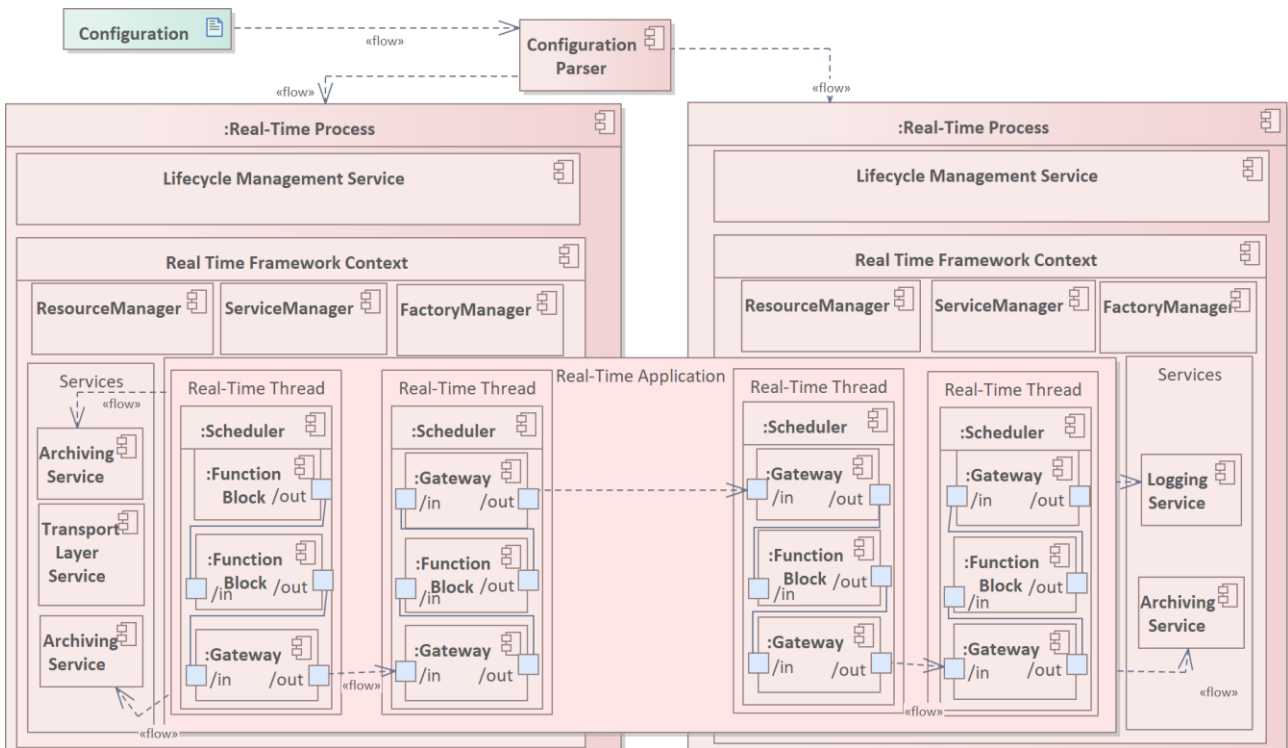 Configuration
«flow»
Configuration
Parser
«flow»
«flow»
:Real-Time Process
Lifecycle Management Service
Real Time Framework Context
ResourceManager
ServiceManager
FactoryManager
Services
«flow»
Archiving
Service
Transport
Layer
Service
Archiving
Service
«flow»
Real-Time Application
Real-Time Thread
:Scheduler
:Function
Block /out
:Function
Block /out
/in
:Gateway
/in /out
«flow»
Real-Time Thread
:Scheduler
:Gateway
/in /out
:Function
Block /out
/in
:Gateway
/in /out
:Real-Time Process
Lifecycle Management Service
Real Time Framework Context
ResourceManager
ServiceManager
FactoryManager
Real-Time Thread
:Scheduler
:Gateway
/in /out
:Function
Block /out
/in
:Gateway
/in /out
«flow»
Real-Time Thread
:Scheduler
:Gateway
/in /out
:Function
Block /out
/in
:Gateway
/in /out
Services
Logging
Service
Archiving
Service
«flow»